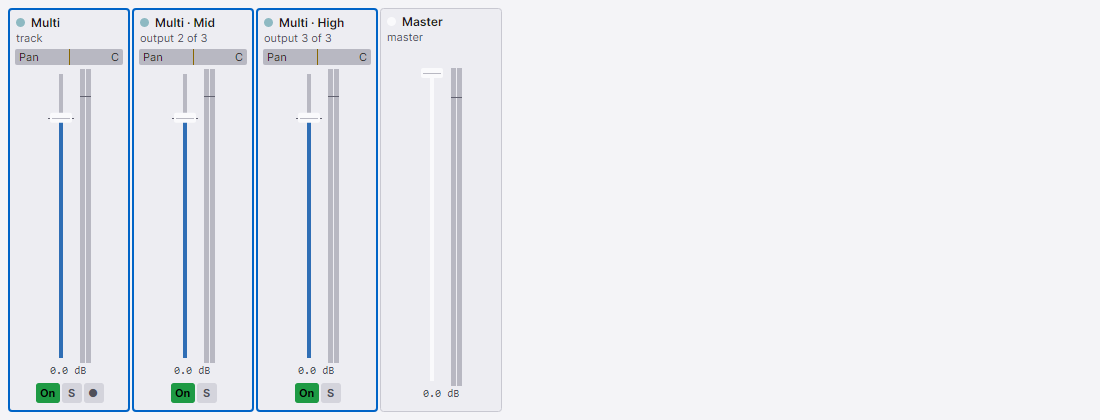 Multi
track
Pan C
0.0 dB
On S
Multi · Mid
output 2 of 3
Pan C
0.0 dB
On S
Multi · High
output 3 of 3
Pan C
0.0 dB
On S
Master
master
0.0 dB